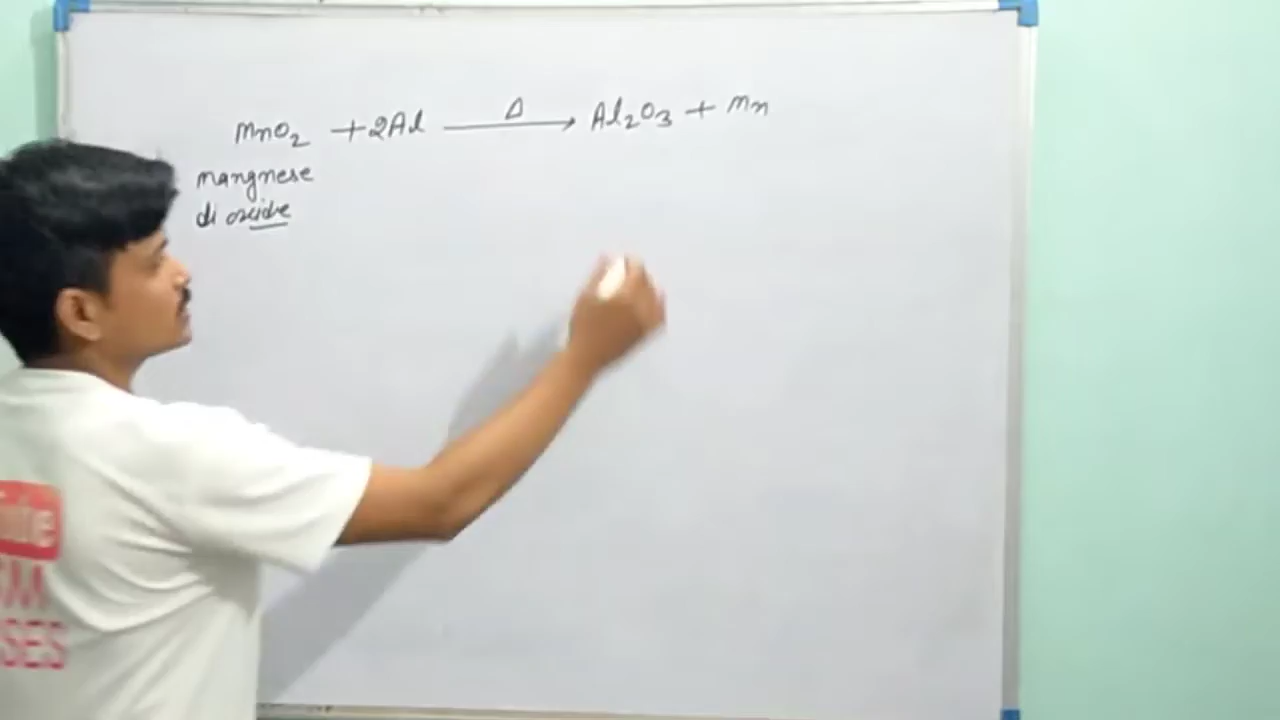 MnO₂ + 2Al —Δ→ Al₂O₃ + Mn
mangnese
di oxide